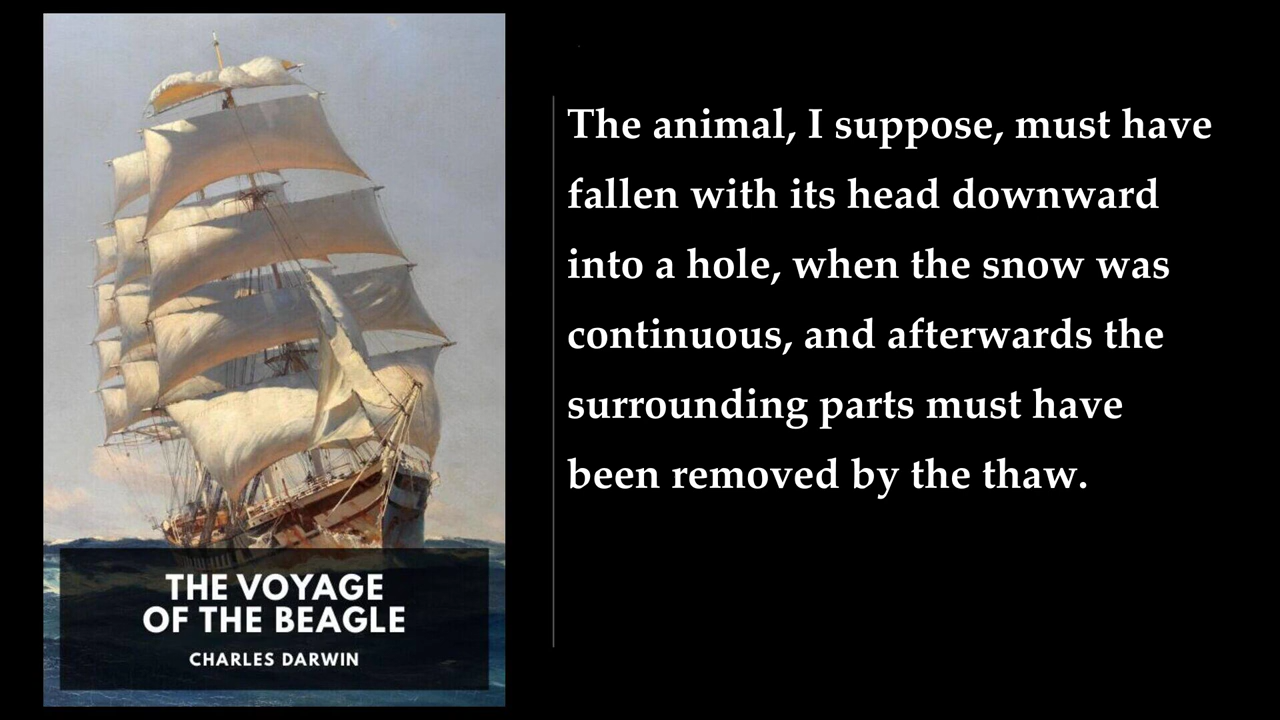 THE VOYAGE
OF THE BEAGLE
CHARLES DARWIN
The animal, I suppose, must have
fallen with its head downward
into a hole, when the snow was
continuous, and afterwards the
surrounding parts must have
been removed by the thaw.